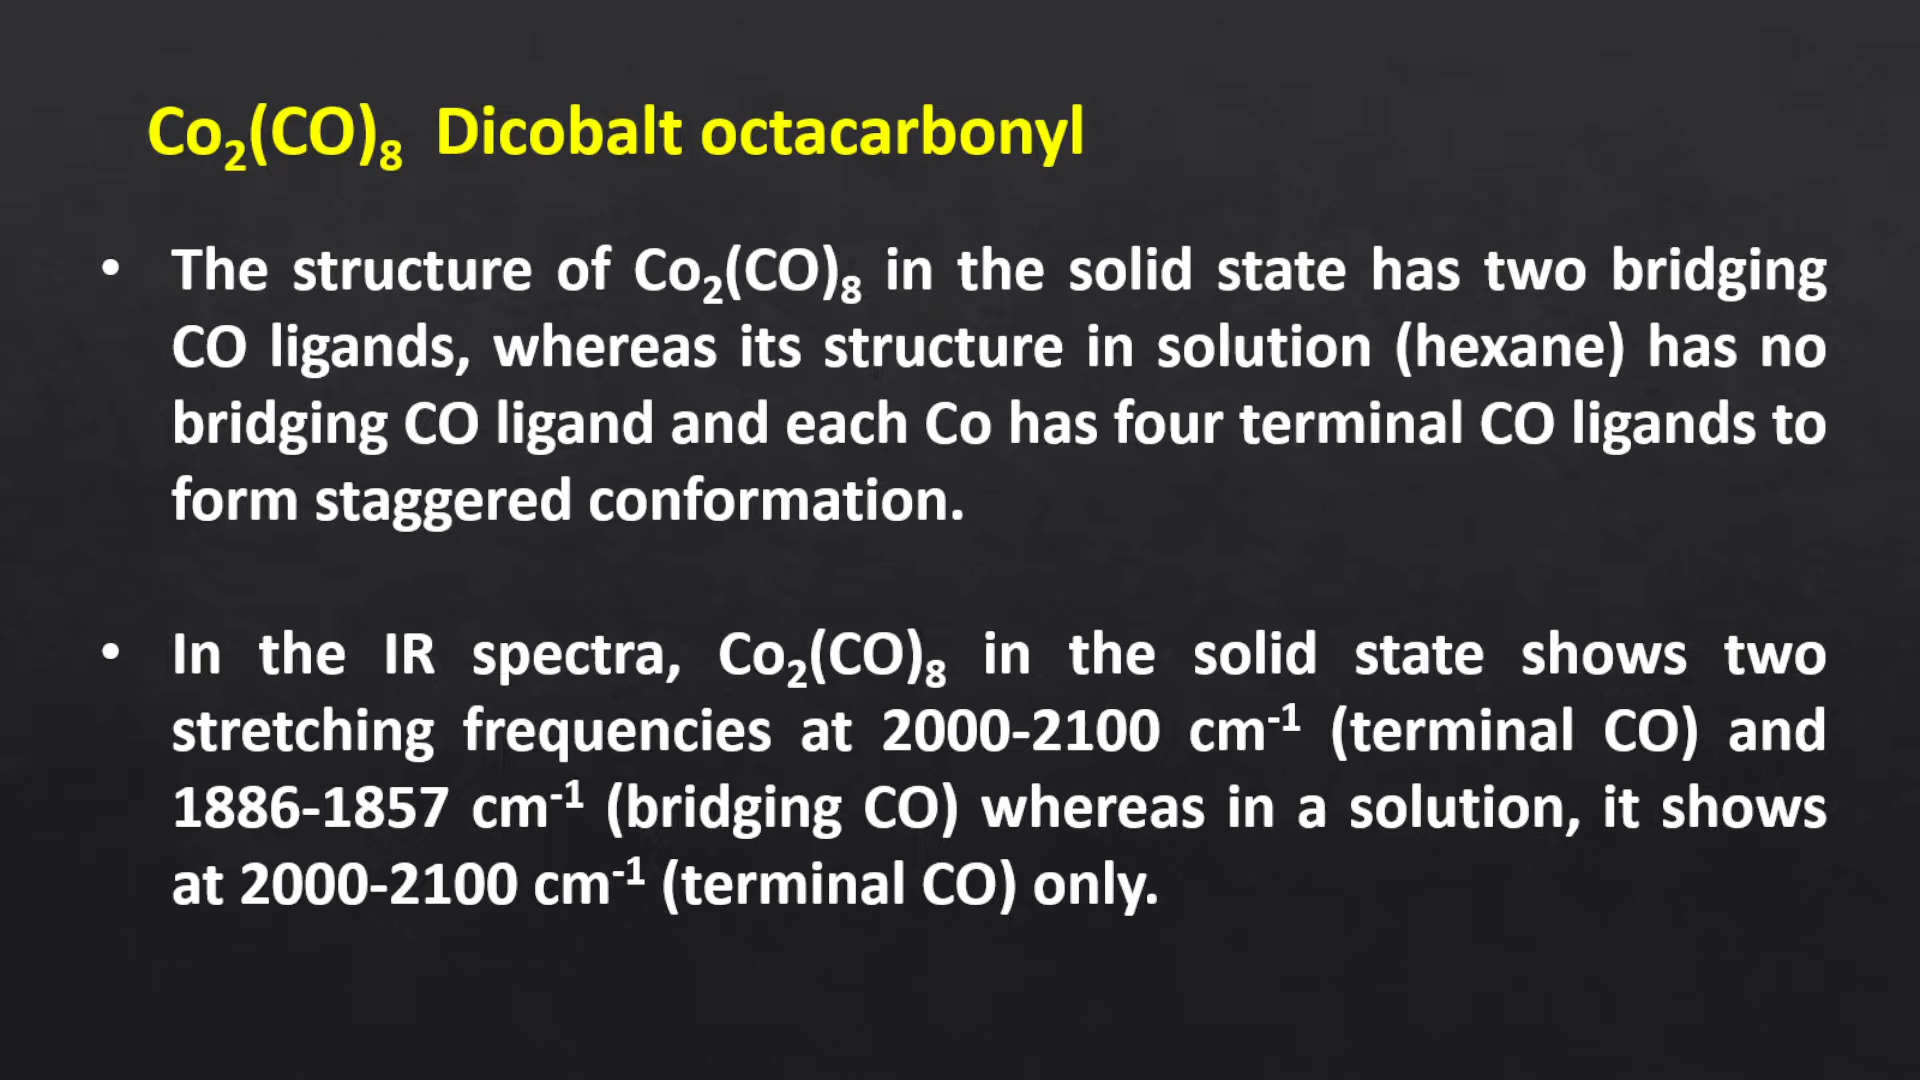 Co₂(CO)₈ Dicobalt octacarbonyl
• The structure of Co₂(CO)₈ in the solid state has two bridging
CO ligands, whereas its structure in solution (hexane) has no
bridging CO ligand and each Co has four terminal CO ligands to
form staggered conformation.
• In the IR spectra, Co₂(CO)₈ in the solid state shows two
stretching frequencies at 2000-2100 cm⁻¹ (terminal CO) and
1886-1857 cm⁻¹ (bridging CO) whereas in a solution, it shows
at 2000-2100 cm⁻¹ (terminal CO) only.